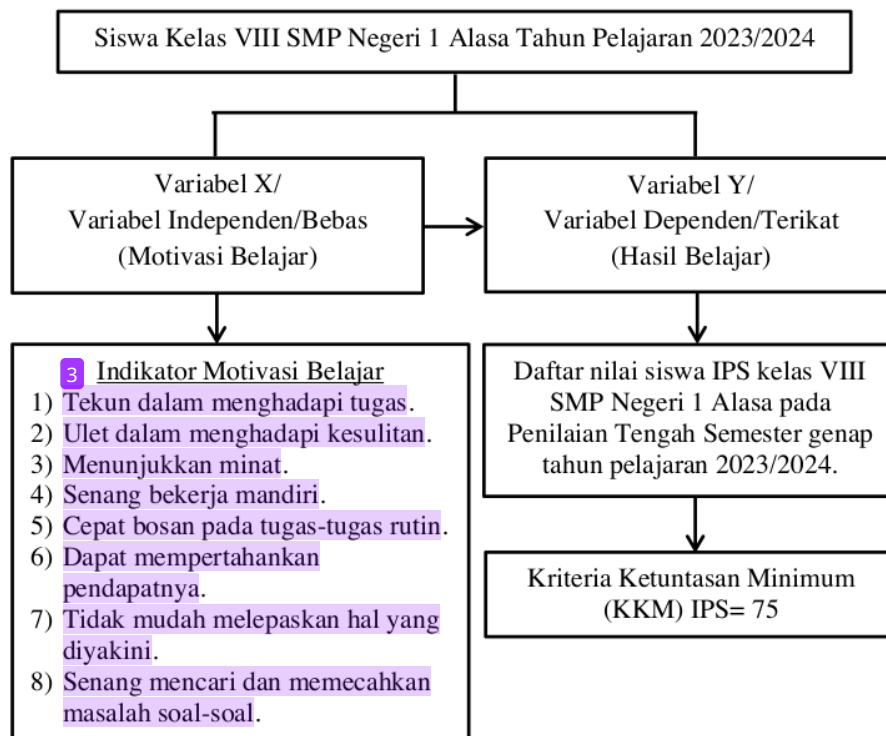 Siswa Kelas VIII SMP Negeri 1 Alasa Tahun Pelajaran 2023/2024
Variabel X/
Variabel Independen/Bebas
(Motivasi Belajar)
Variabel Y/
Variabel Dependen/Terikat
(Hasil Belajar)
3 Indikator Motivasi Belajar
1) Tekun dalam menghadapi tugas.
2) Ulet dalam menghadapi kesulitan.
3) Menunjukkan minat.
4) Senang bekerja mandiri.
5) Cepat bosan pada tugas-tugas rutin.
6) Dapat mempertahankan
pendapatnya.
7) Tidak mudah melepaskan hal yang
diyakini.
8) Senang mencari dan memecahkan
masalah soal-soal.
Daftar nilai siswa IPS kelas VIII
SMP Negeri 1 Alasa pada
Penilaian Tengah Semester genap
tahun pelajaran 2023/2024.
Kriteria Ketuntasan Minimum
(KKM) IPS= 75